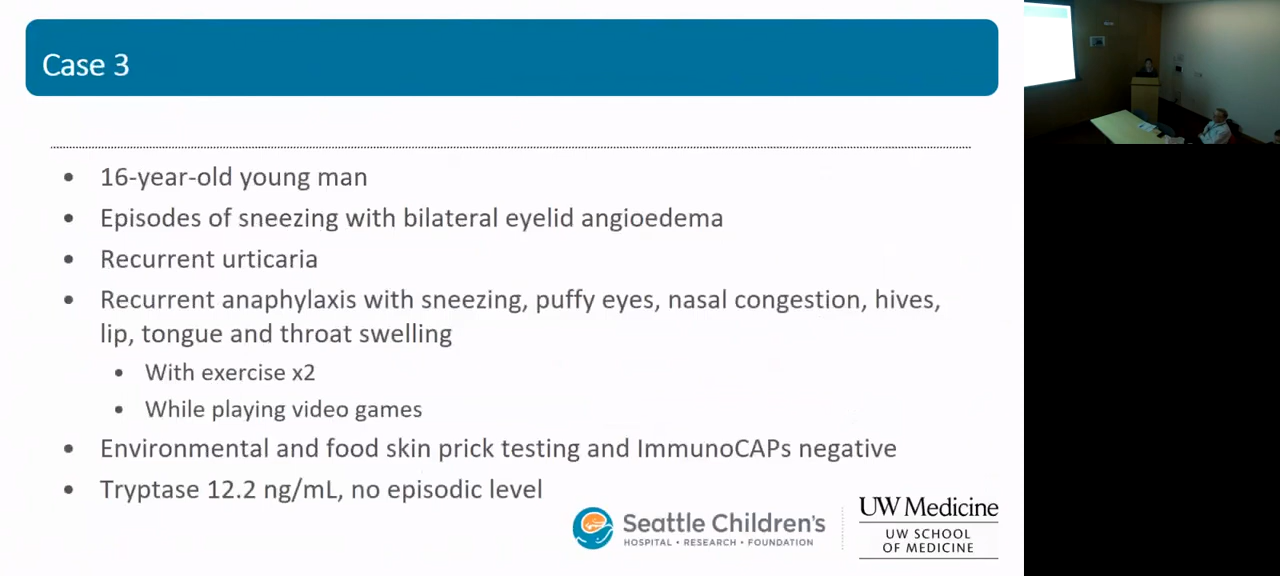 Case 3
• 16-year-old young man
• Episodes of sneezing with bilateral eyelid angioedema
• Recurrent urticaria
• Recurrent anaphylaxis with sneezing, puffy eyes, nasal congestion, hives,
lip, tongue and throat swelling
• With exercise x2
• While playing video games
• Environmental and food skin prick testing and ImmunoCAPs negative
• Tryptase 12.2 ng/mL, no episodic level
Seattle Children's
HOSPITAL • RESEARCH • FOUNDATION
UW Medicine
UW SCHOOL
OF MEDICINE